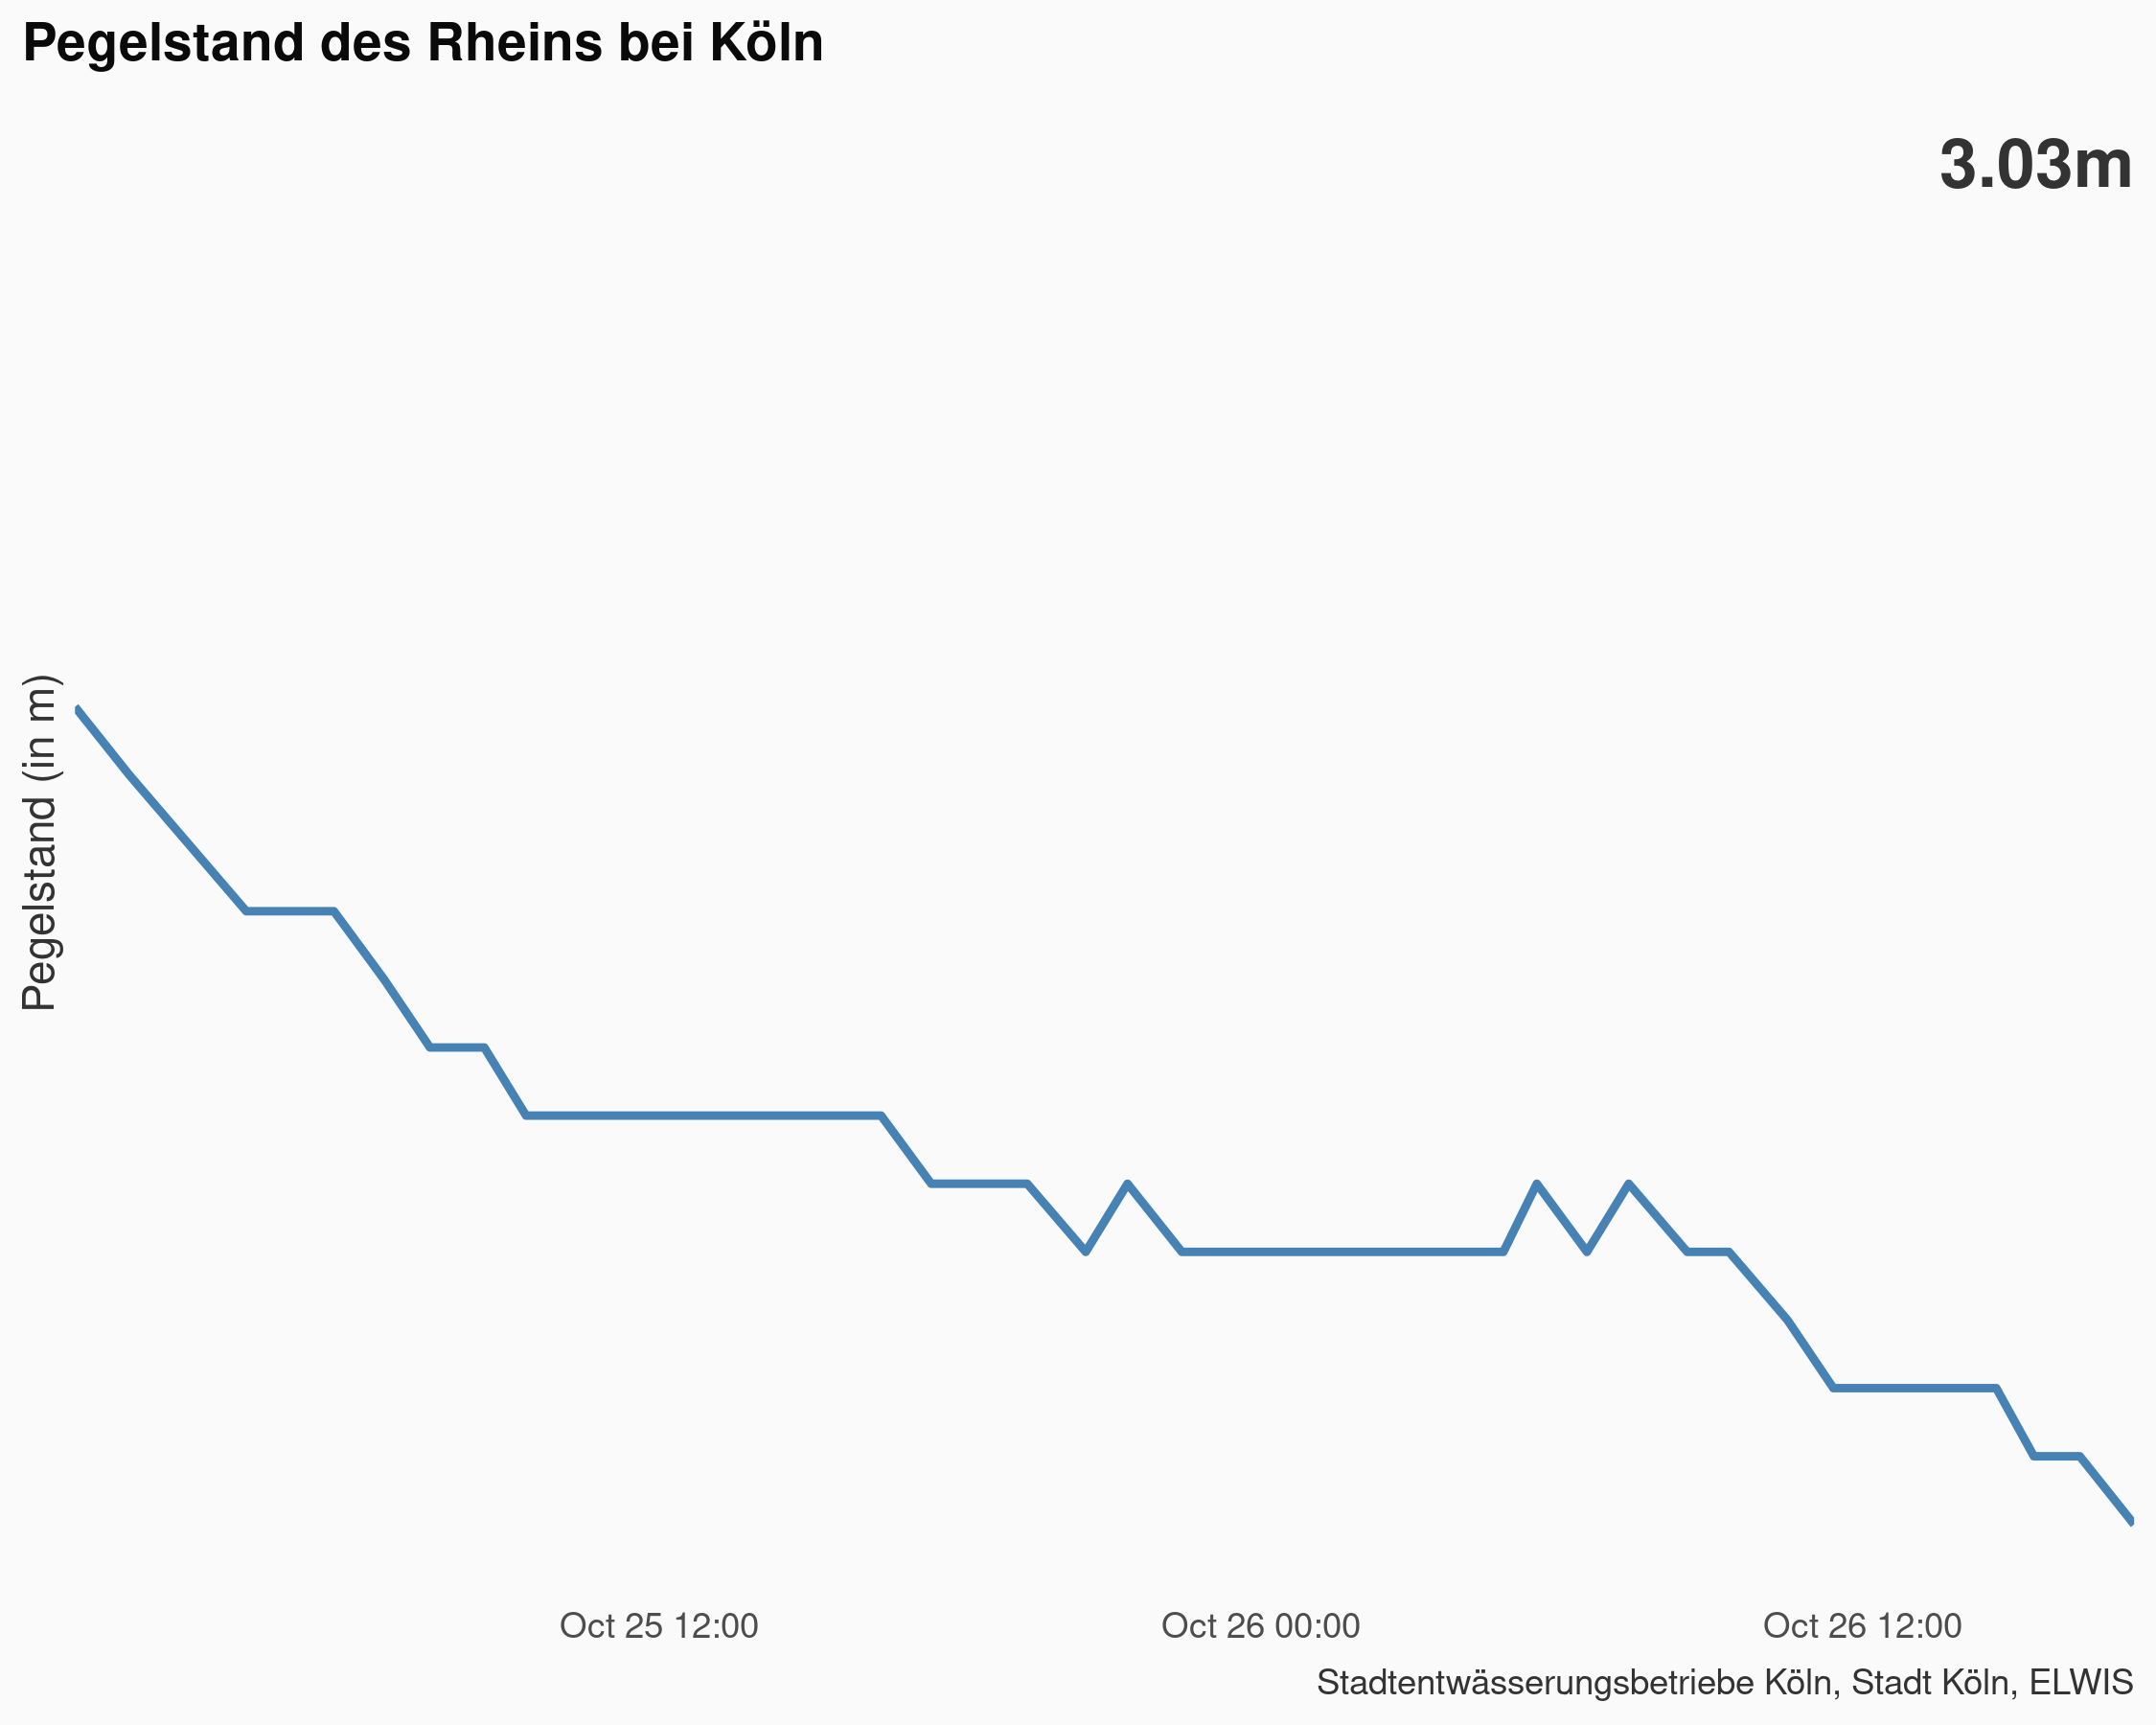 Pegelstand des Rheins bei Köln
3.03m
Pegelstand (in m)
Oct 25 12:00
Oct 26 00:00
Oct 26 12:00
Stadtentwässerungsbetriebe Köln, Stadt Köln, ELWIS